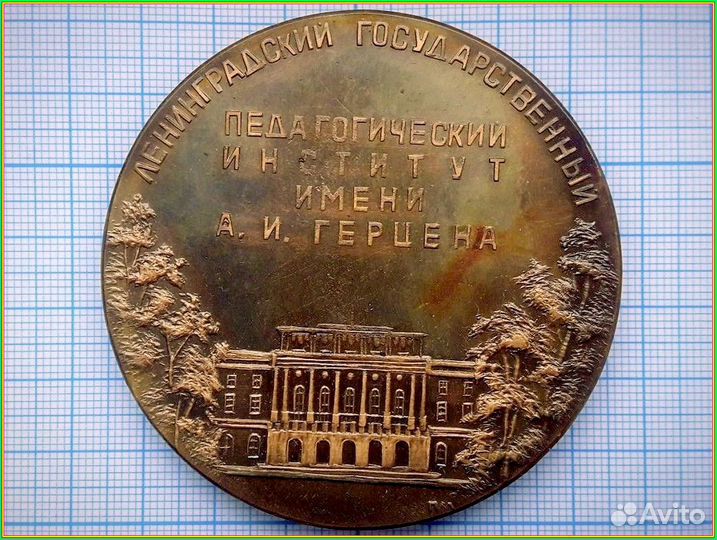 ЛЕНИНГРАДСКИЙ ГОСУДАРСТВЕННЫЙ
ПЕДАГОГИЧЕСКИЙ
ИНСТИТУТ
ИМЕНИ
А. И. ГЕРЦЕНА
Avito